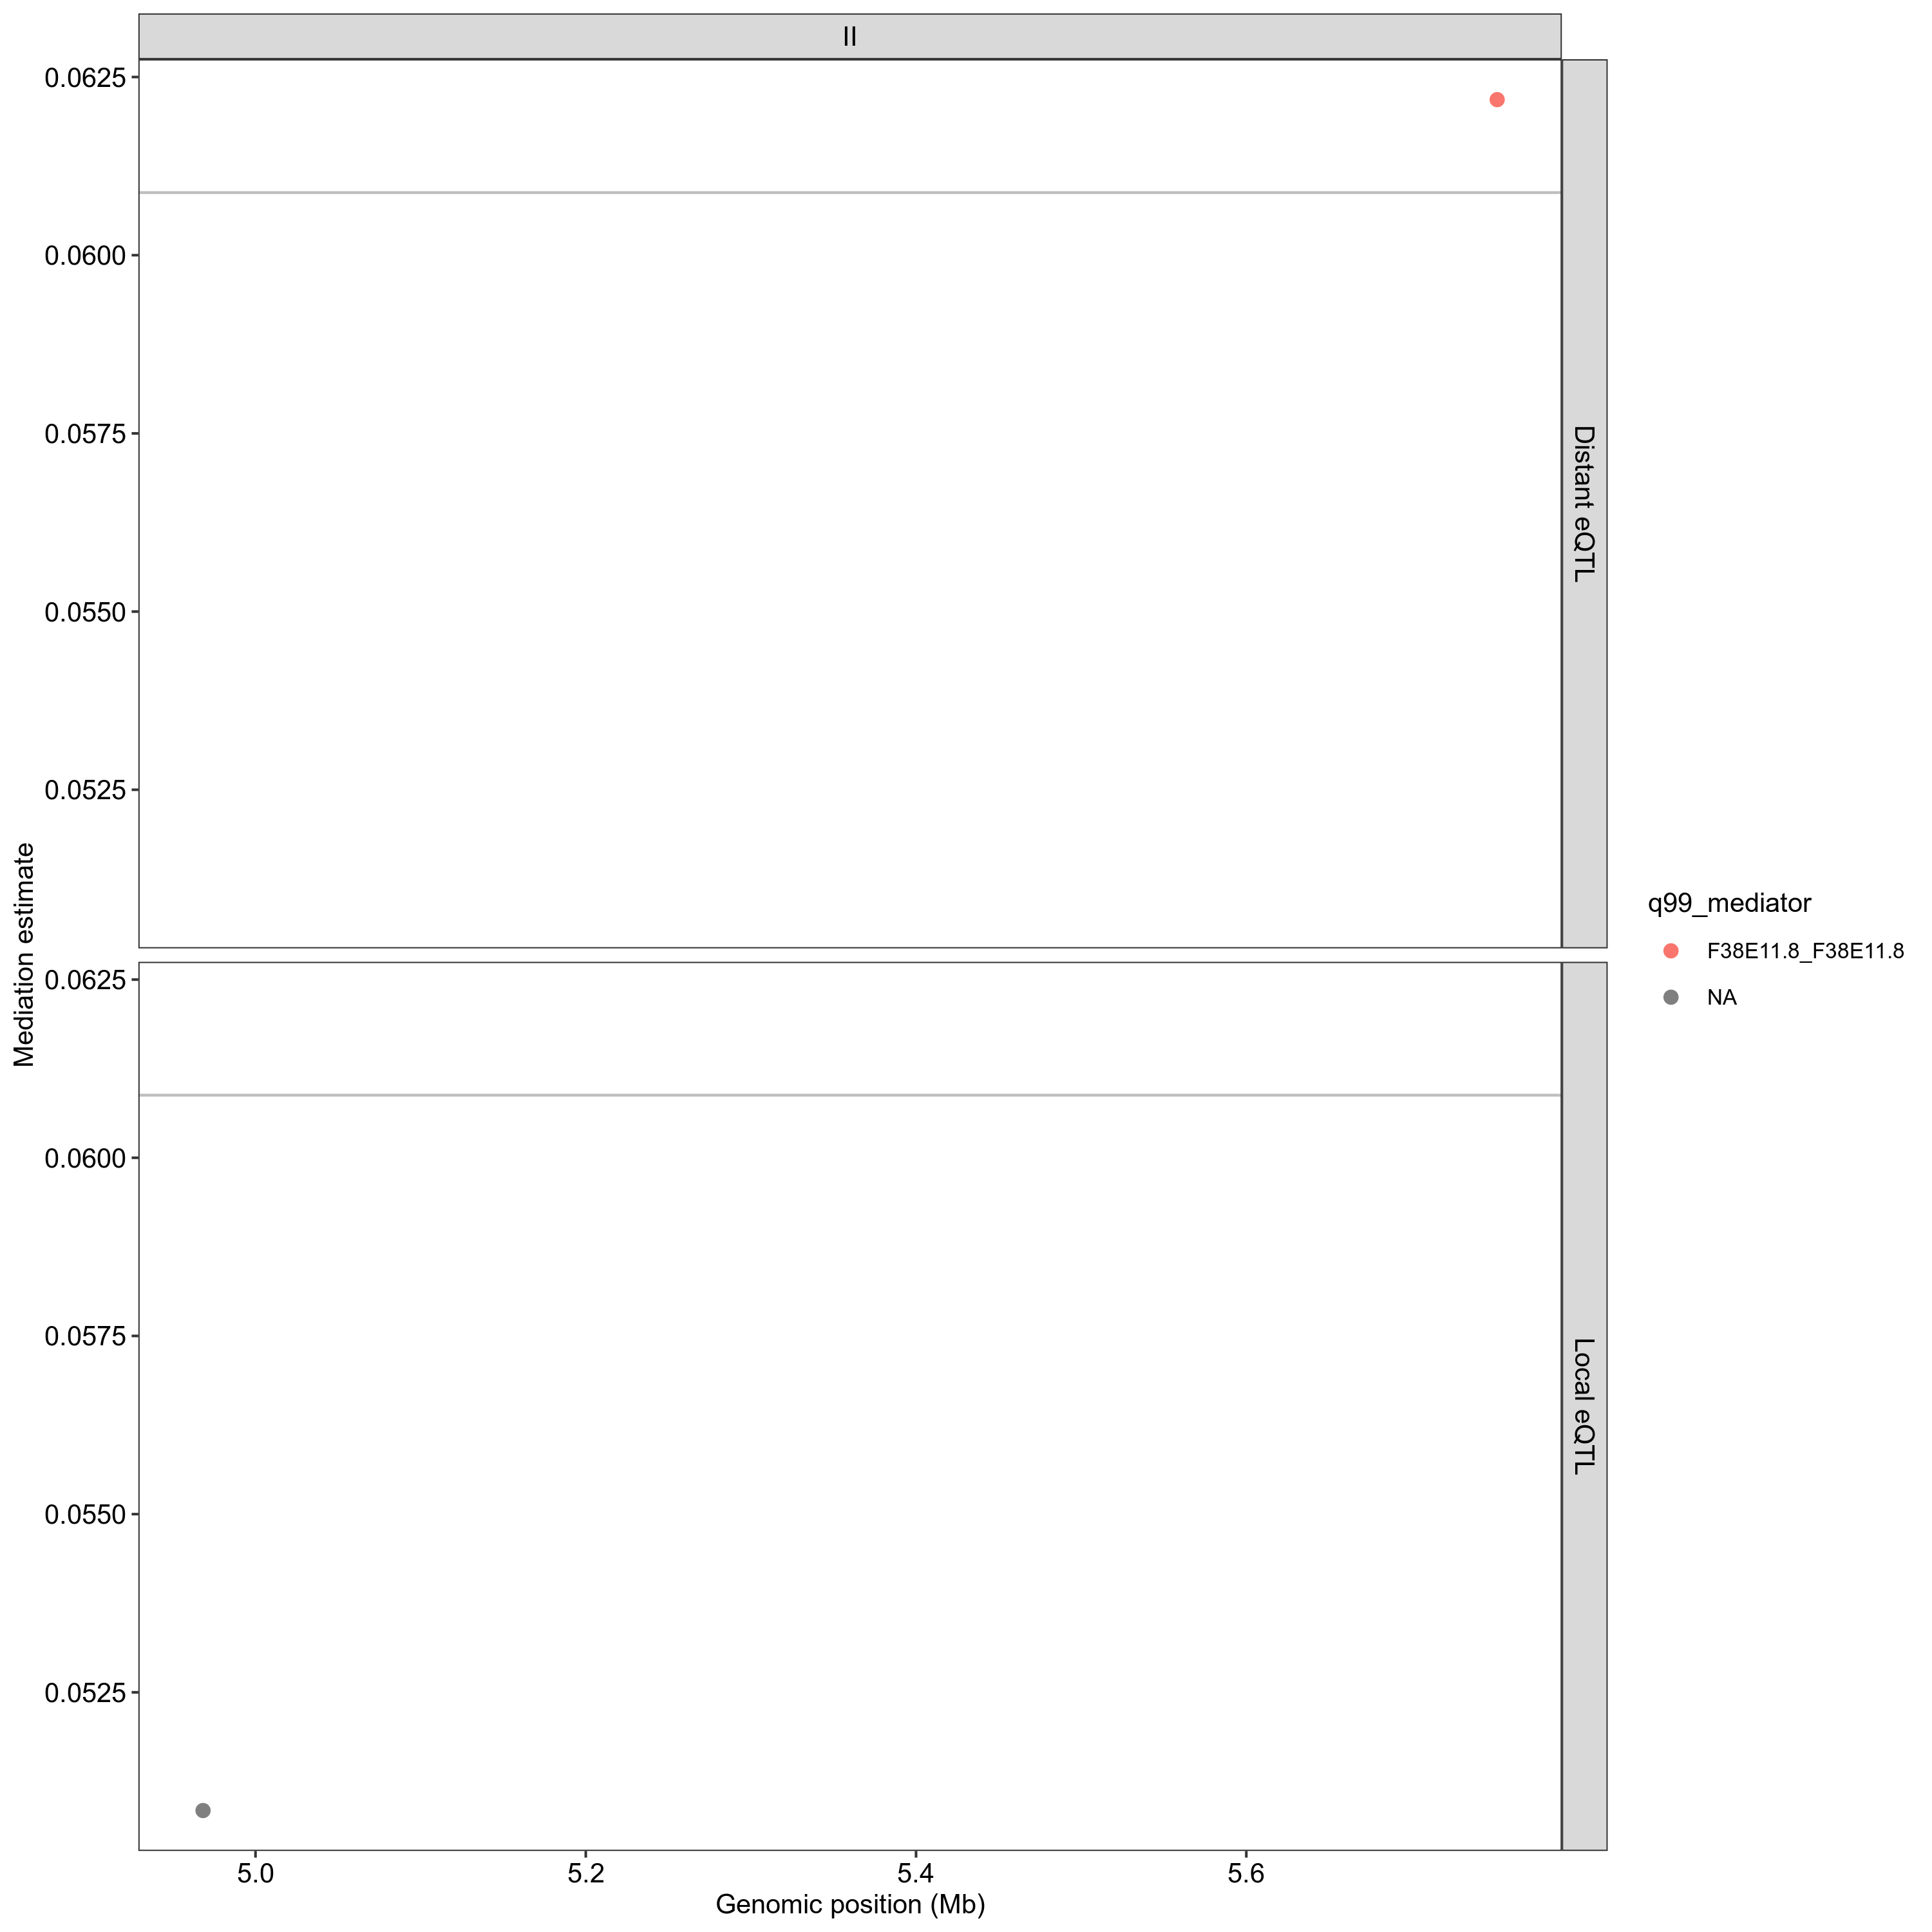 II
0.0625
0.0600
0.0575
0.0550
0.0525
Distant eQTL
Mediation estimate
0.0625
0.0600
0.0575
0.0550
0.0525
Local eQTL
5.0 5.2 5.4 5.6
Genomic position (Mb)
q99_mediator
F38E11.8_F38E11.8
NA